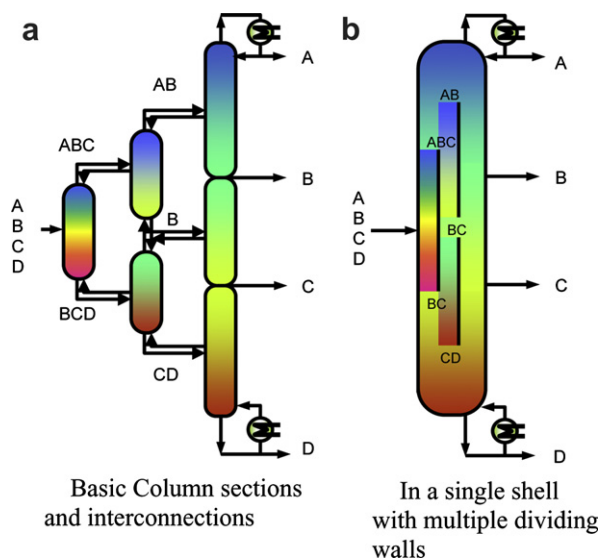 a
A
AB
ABC
A
B
C
D
B
B
C
BCD
CD
D
Basic Column sections
and interconnections
b
A
AB
ABC
A
B
C
D
B
BC
C
BC
CD
D
In a single shell
with multiple dividing
walls